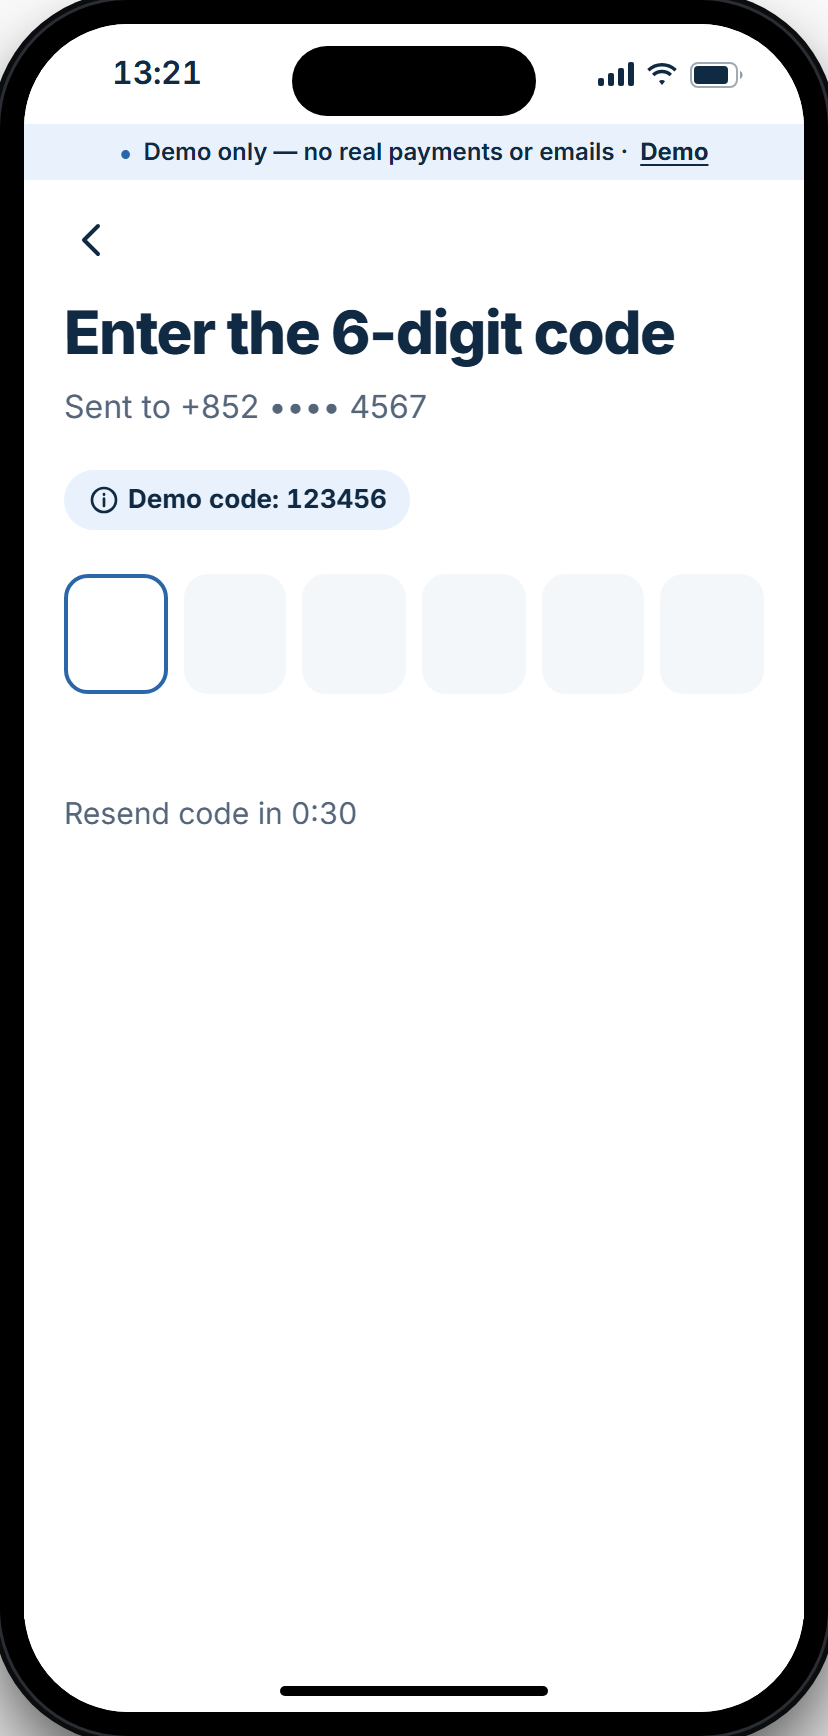 13:21
Demo only — no real payments or emails · Demo
Enter the 6-digit code
Sent to +852 •••• 4567
Demo code: 123456
Resend code in 0:30